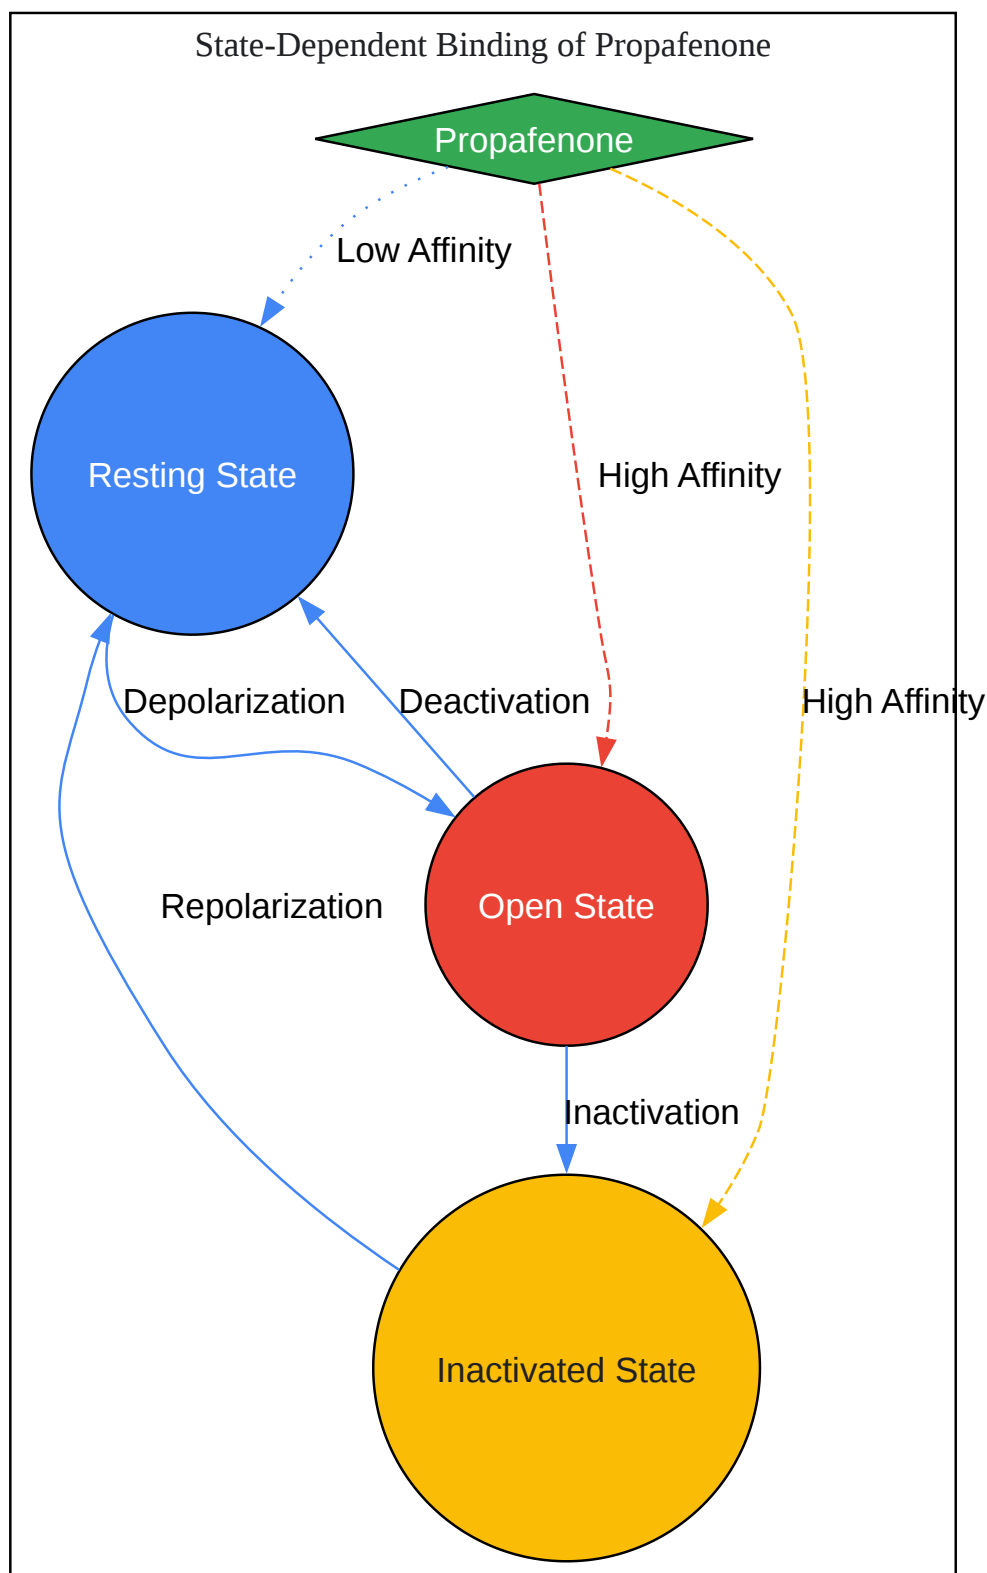 State-Dependent Binding of Propafenone
Propafenone
Low Affinity
Resting State
High Affinity
Depolarization
Deactivation
High Affinity
Repolarization
Open State
Inactivation
Inactivated State